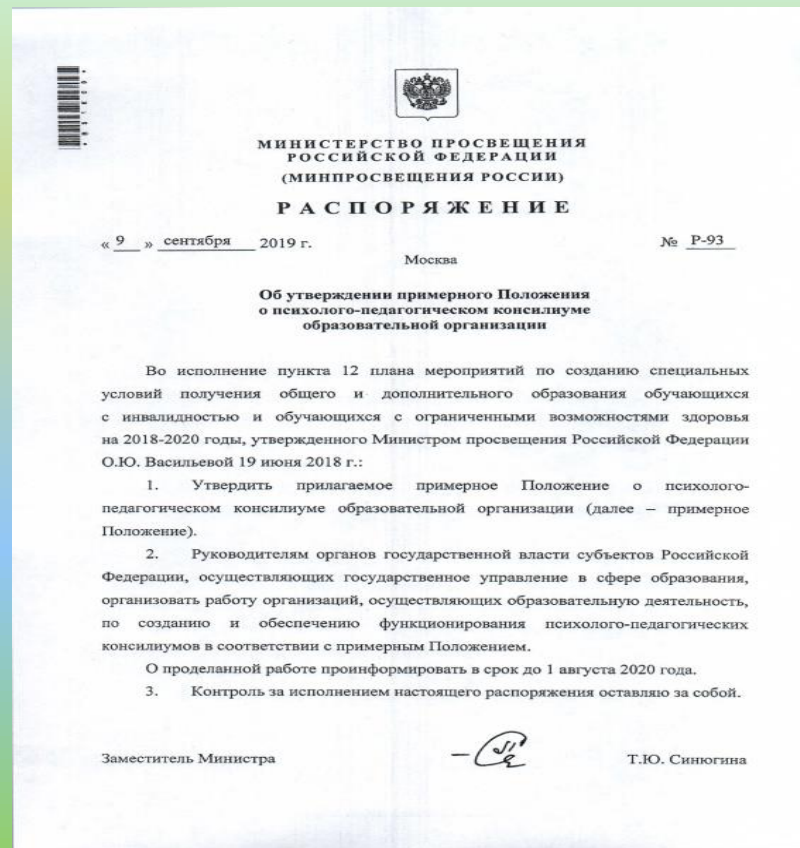 МИНИСТЕРСТВО ПРОСВЕЩЕНИЯ
РОССИЙСКОЙ ФЕДЕРАЦИИ
(МИНПРОСВЕЩЕНИЯ РОССИИ)
РАСПОРЯЖЕНИЕ
« 9 » сентября 2019 г. № Р-93
Москва
Об утверждении примерного Положения
о психолого-педагогическом консилиуме
образовательной организации
Во исполнение пункта 12 плана мероприятий по созданию специальных
условий получения общего и дополнительного образования обучающихся
с инвалидностью и обучающихся с ограниченными возможностями здоровья
на 2018-2020 годы, утвержденного Министром просвещения Российской Федерации
О.Ю. Васильевой 19 июня 2018 г.:
1. Утвердить прилагаемое примерное Положение о психолого-
педагогическом консилиуме образовательной организации (далее – примерное
Положение).
2. Руководителям органов государственной власти субъектов Российской
Федерации, осуществляющих государственное управление в сфере образования,
организовать работу организаций, осуществляющих образовательную деятельность,
по созданию и обеспечению функционирования психолого-педагогических
консилиумов в соответствии с примерным Положением.
О проделанной работе проинформировать в срок до 1 августа 2020 года.
3. Контроль за исполнением настоящего распоряжения оставляю за собой.
Заместитель Министра Т.Ю. Синюгина